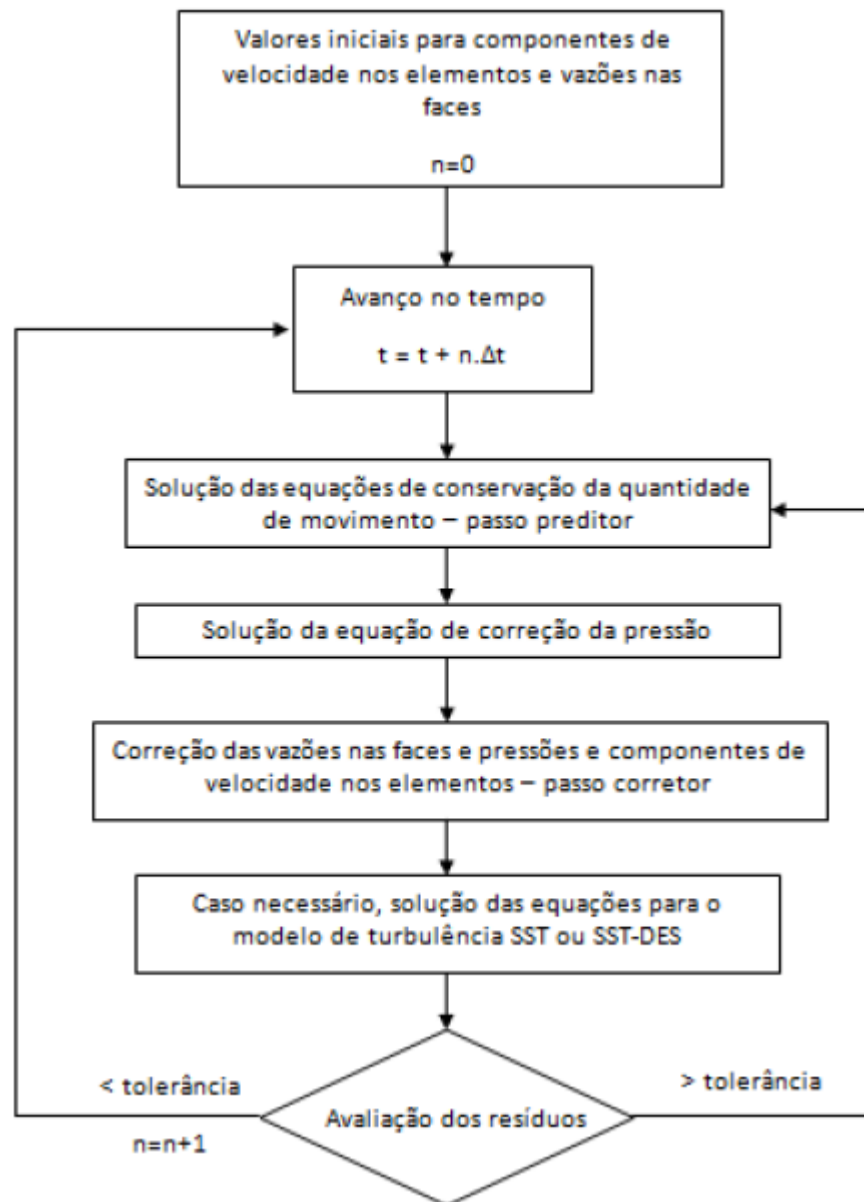 Valores iniciais para componentes de
velocidade nos elementos e vazões nas
faces
n=0
Avanço no tempo
t = t + n.Δt
Solução das equações de conservação da quantidade
de movimento – passo preditor
Solução da equação de correção da pressão
Correção das vazões nas faces e pressões e componentes de
velocidade nos elementos – passo corretor
Caso necessário, solução das equações para o
modelo de turbulência SST ou SST-DES
< tolerância
> tolerância
Avaliação dos resíduos
n=n+1